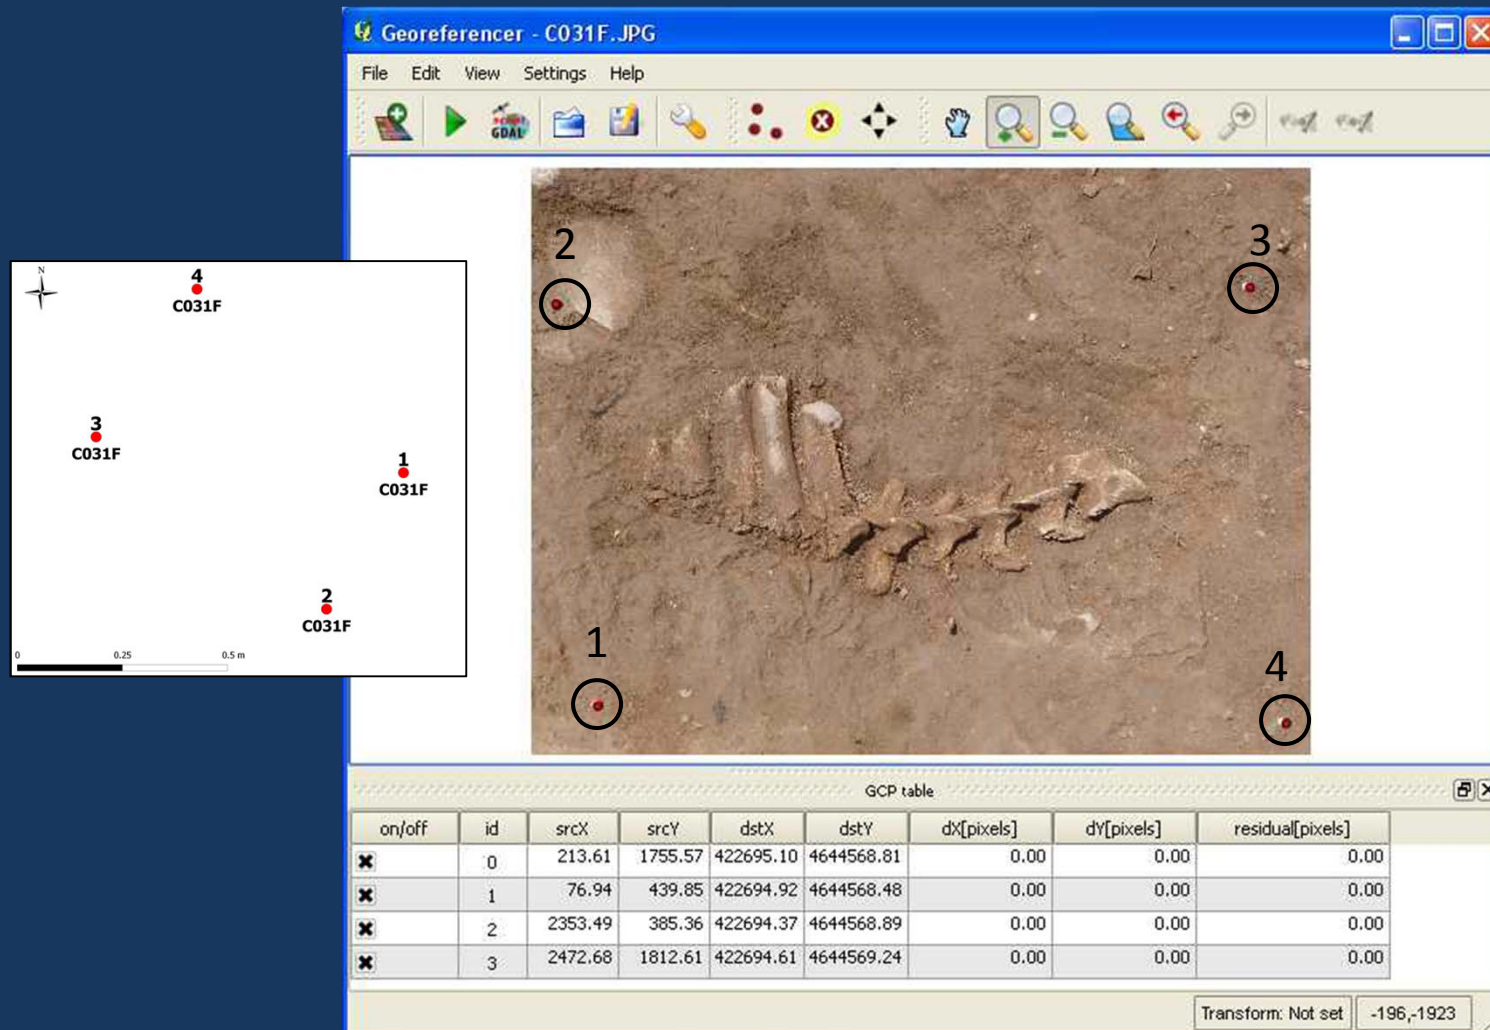 Georeferencer - C031F.JPG
File Edit View Settings Help
GDAL
2
3
1
4
N
4
C031F
3
C031F
1
C031F
2
C031F
0 0.25 0.5 m
GCP table
on/off id srcX srcY dstX dstY dX[pixels] dY[pixels] residual[pixels]
0 213.61 1755.57 422695.10 4644568.81 0.00 0.00 0.00
1 76.94 439.85 422694.92 4644568.48 0.00 0.00 0.00
2 2353.49 385.36 422694.37 4644568.89 0.00 0.00 0.00
3 2472.68 1812.61 422694.61 4644569.24 0.00 0.00 0.00
Transform: Not set -196,-1923